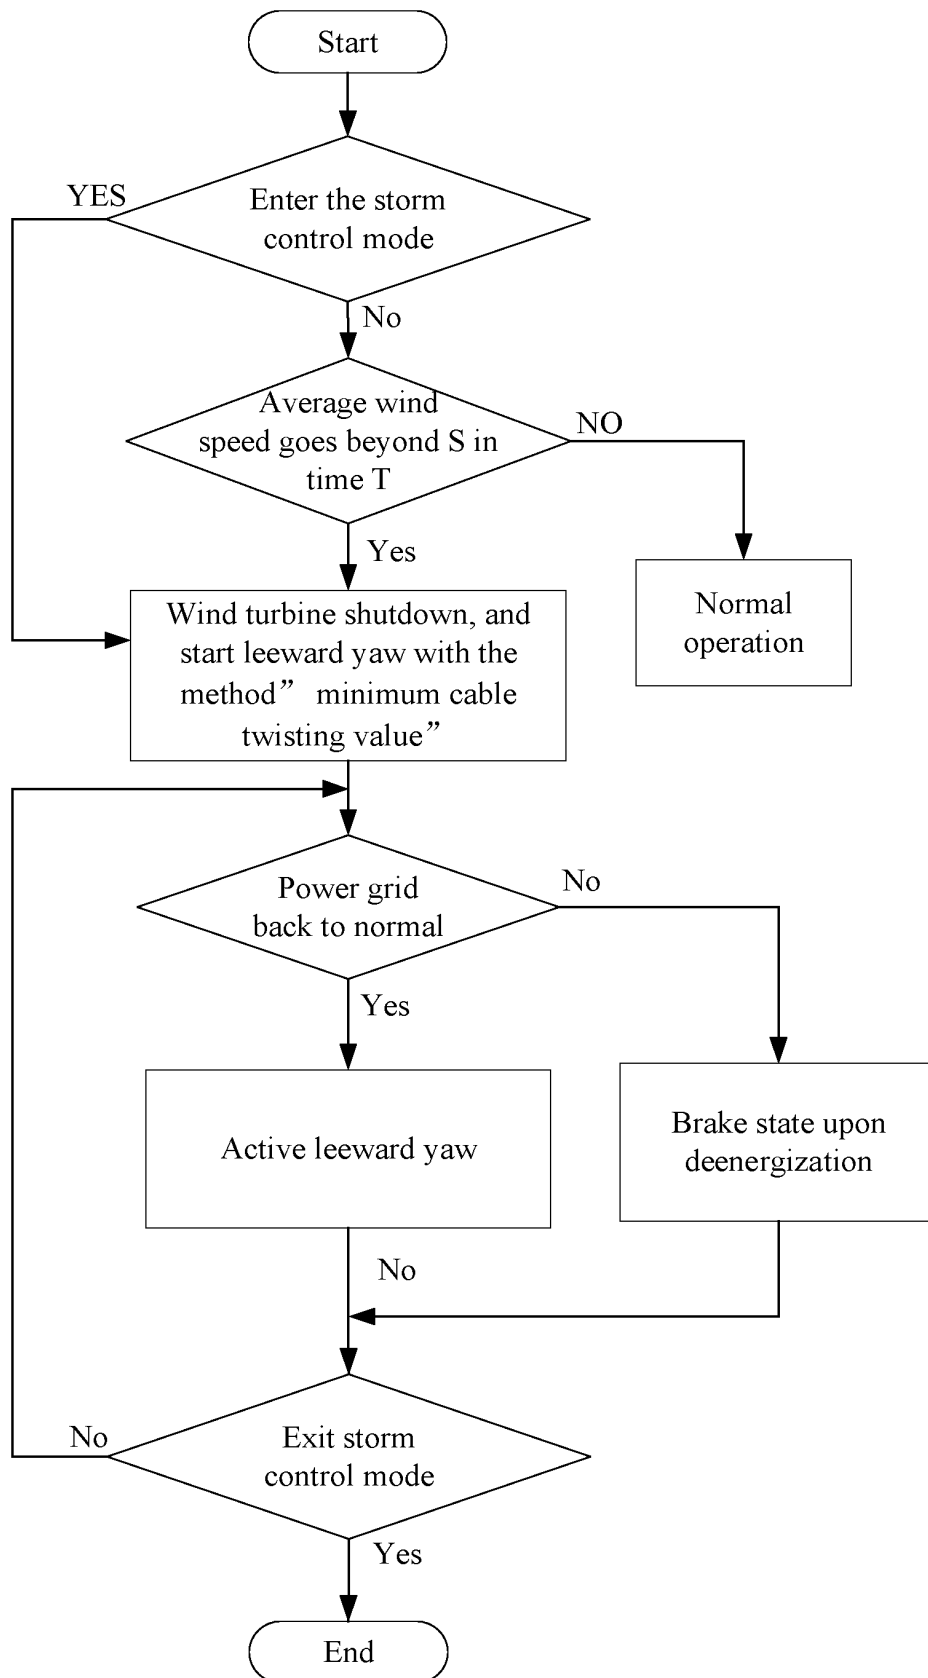 Start
YES
Enter the storm
control mode
No
Average wind
speed goes beyond S in
time T
NO
Yes
Normal
operation
Wind turbine shutdown, and
start leeward yaw with the
method” minimum cable
twisting value”
Power grid
back to normal
No
Yes
Active leeward yaw
Brake state upon
deenergization
No
No
Exit storm
control mode
Yes
End